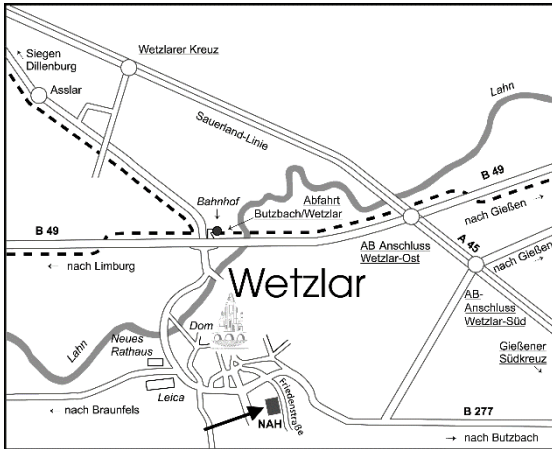 Siegen
Dillenburg
Wetzlarer Kreuz
Asslar
Lahn
Sauerland-Linie
B 49
Abfahrt
Bahnhof
Butzbach/Wetzlar
nach Gießen
B 49
A 45
AB Anschluss
Wetzlar-Ost
nach Gießen
nach Limburg
Wetzlar
AB-
Anschluss
Wetzlar-Süd
Dom
Neues
Rathaus
Lahn
Gießener
Südkreuz
Leica
Friedenstraße
nach Braunfels
NAH
B 277
nach Butzbach